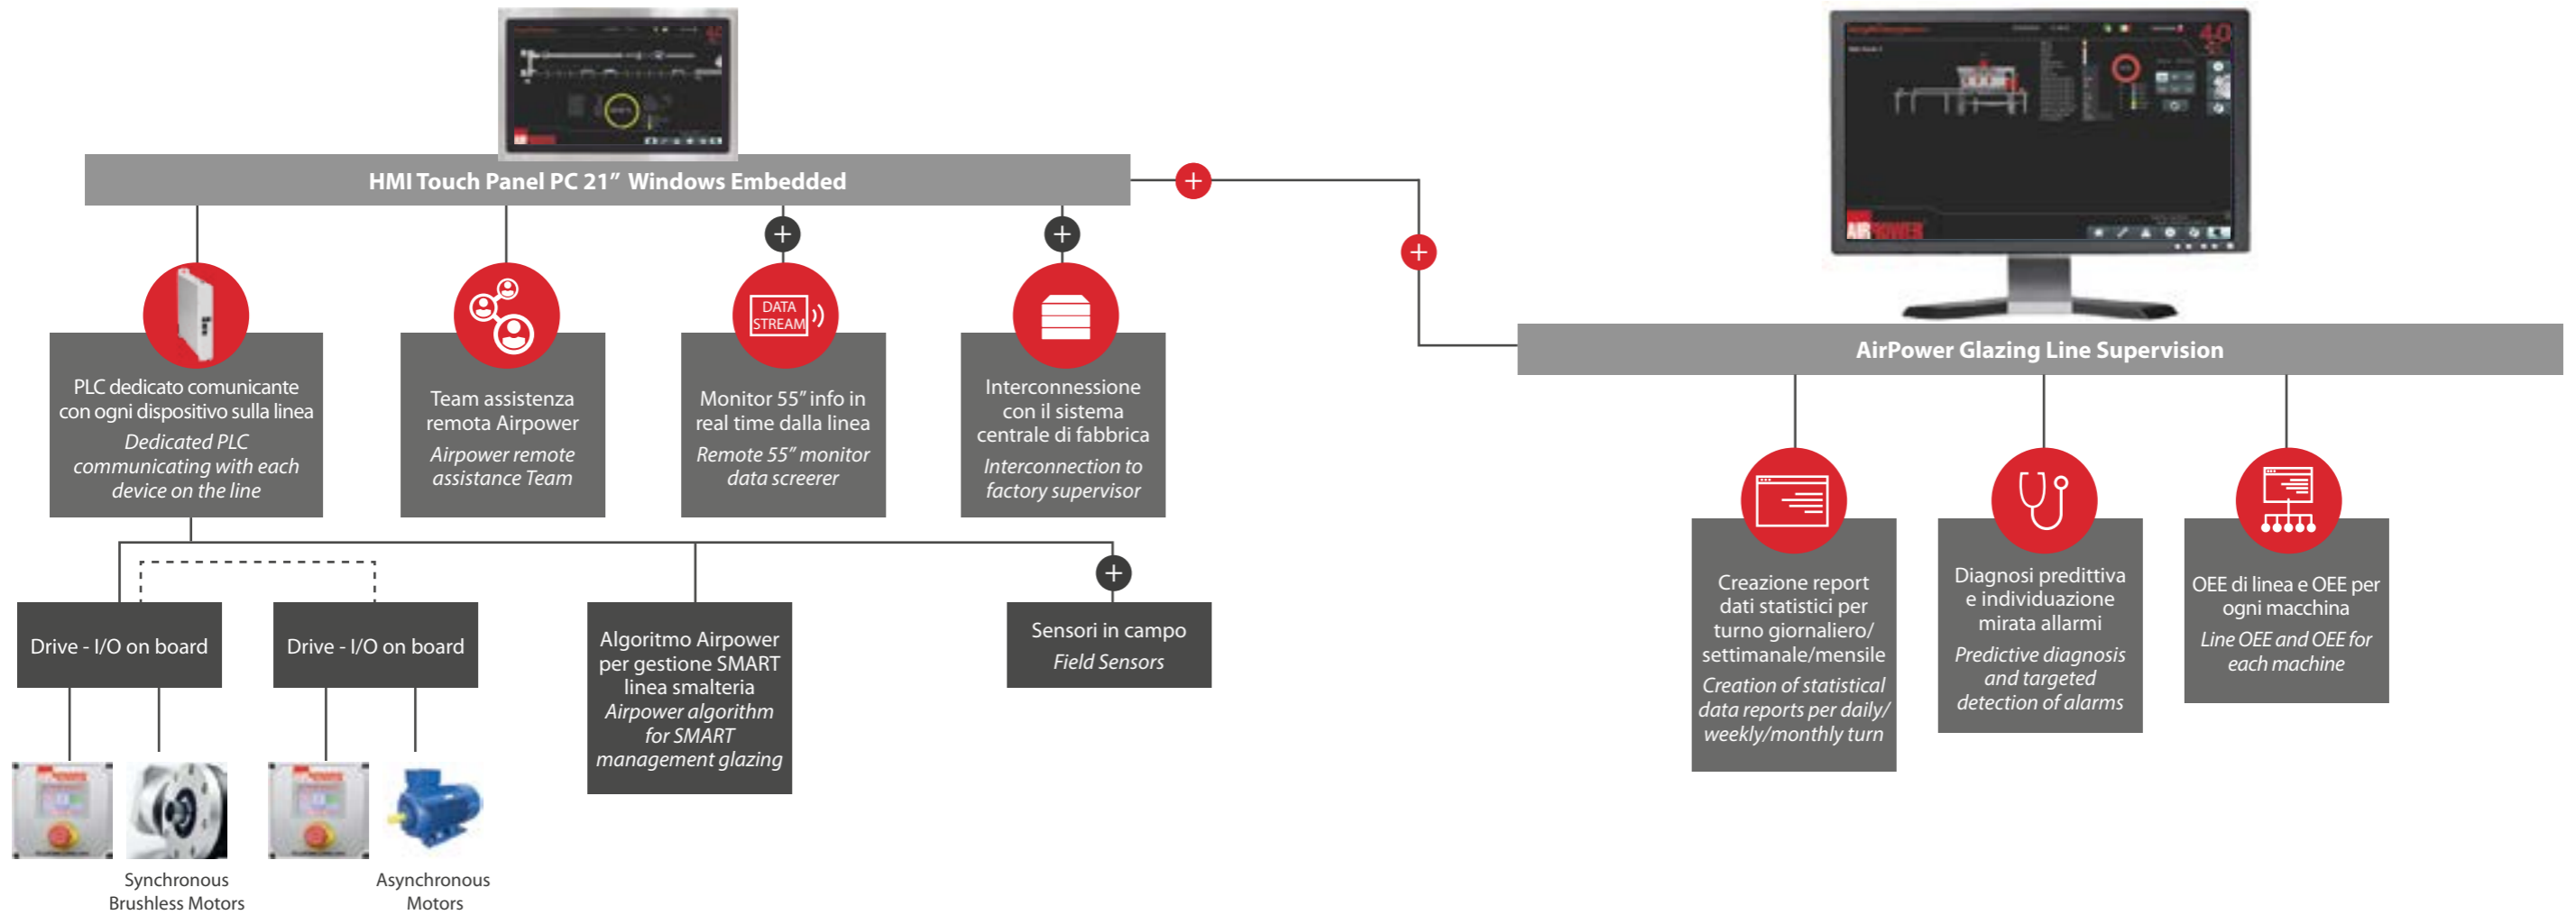 4.0
HMI Touch Panel PC 21" Windows Embedded
PLC dedicato comunicante
con ogni dispositivo sulla linea
Dedicated PLC
communicating with each
device on the line
Team assistenza
remota Airpower
Airpower remote
assistance Team
DATA
STREAM
Monitor 55" info in
real time dalla linea
Remote 55" monitor
data screerer
Interconnessione
con il sistema
centrale di fabbrica
Interconnection to
factory supervisor
Drive - I/O on board
Drive - I/O on board
Algoritmo Airpower
per gestione SMART
linea smalteria
Airpower algorithm
for SMART
management glazing
Sensori in campo
Field Sensors
Synchronous
Brushless Motors
Asynchronous
Motors
4.0
AIRPOWER
AirPower Glazing Line Supervision
Creazione report
dati statistici per
turno giornaliero/
settimanale/mensile
Creation of statistical
data reports per daily/
weekly/monthly turn
Diagnosi predittiva
e individuazione
mirata allarmi
Predictive diagnosis
and targeted
detection of alarms
OEE di linea e OEE per
ogni macchina
Line OEE and OEE for
each machine